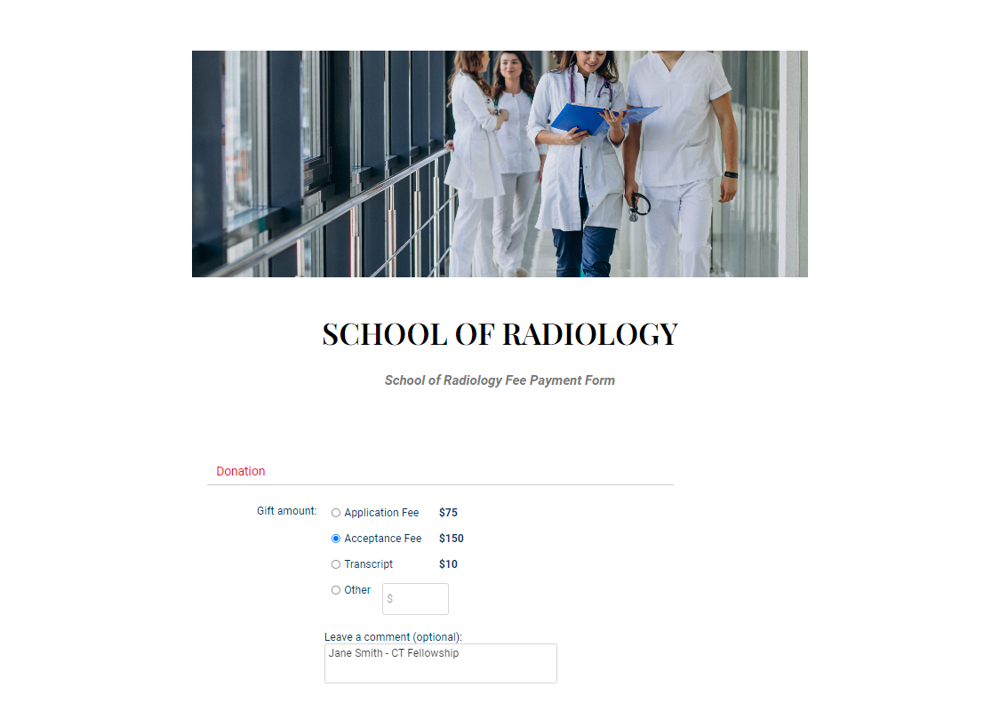 SCHOOL OF RADIOLOGY
School of Radiology Fee Payment Form
Donation
Gift amount:
Application Fee $75
Acceptance Fee $150
Transcript $10
Other $
Leave a comment (optional):
Jane Smith - CT Fellowship